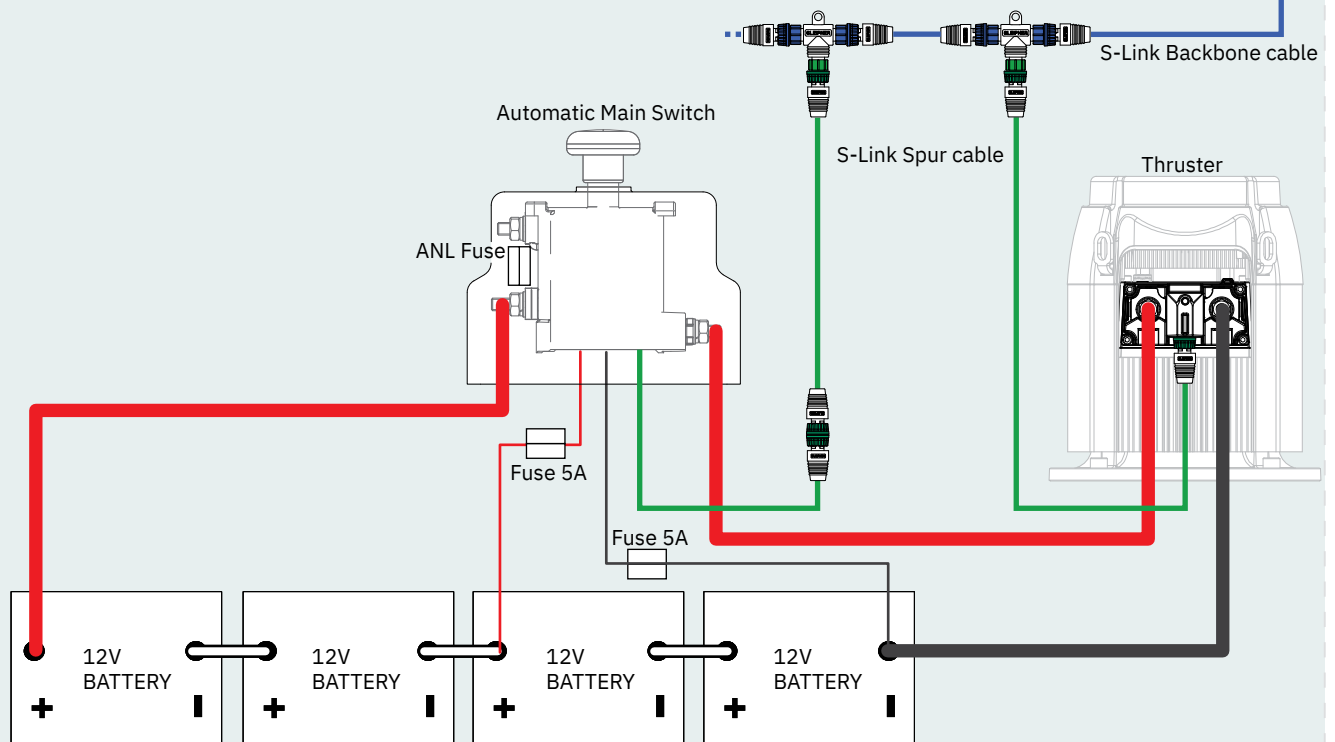 S-Link Backbone cable
Automatic Main Switch
S-Link Spur cable
Thruster
ANL Fuse
Fuse 5A
Fuse 5A
12V
BATTERY
12V
BATTERY
12V
BATTERY
12V
BATTERY
+
-
+
-
+
-
+
-